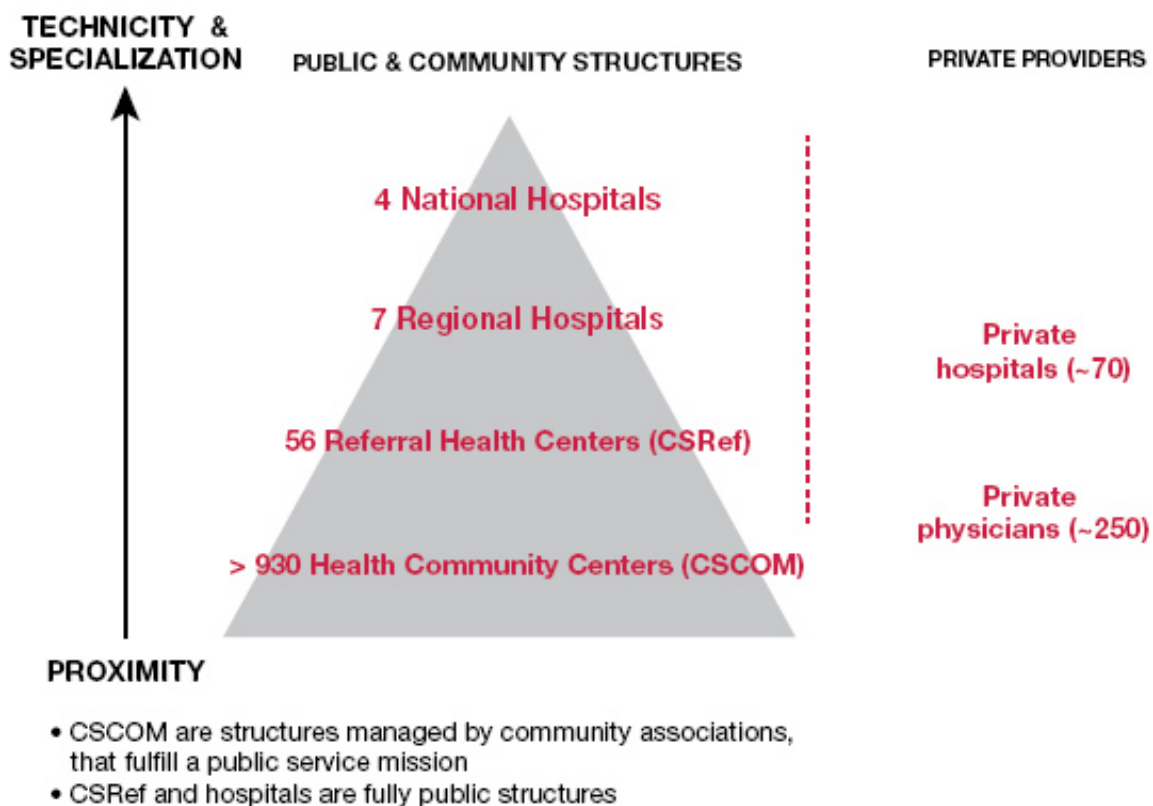 TECHNICITY &
SPECIALIZATION
PUBLIC & COMMUNITY STRUCTURES
PRIVATE PROVIDERS
4 National Hospitals
7 Regional Hospitals
Private
hospitals (~70)
56 Referral Health Centers (CSRef)
Private
physicians (~250)
> 930 Health Community Centers (CSCOM)
PROXIMITY
• CSCOM are structures managed by community associations,
that fulfill a public service mission
• CSRef and hospitals are fully public structures